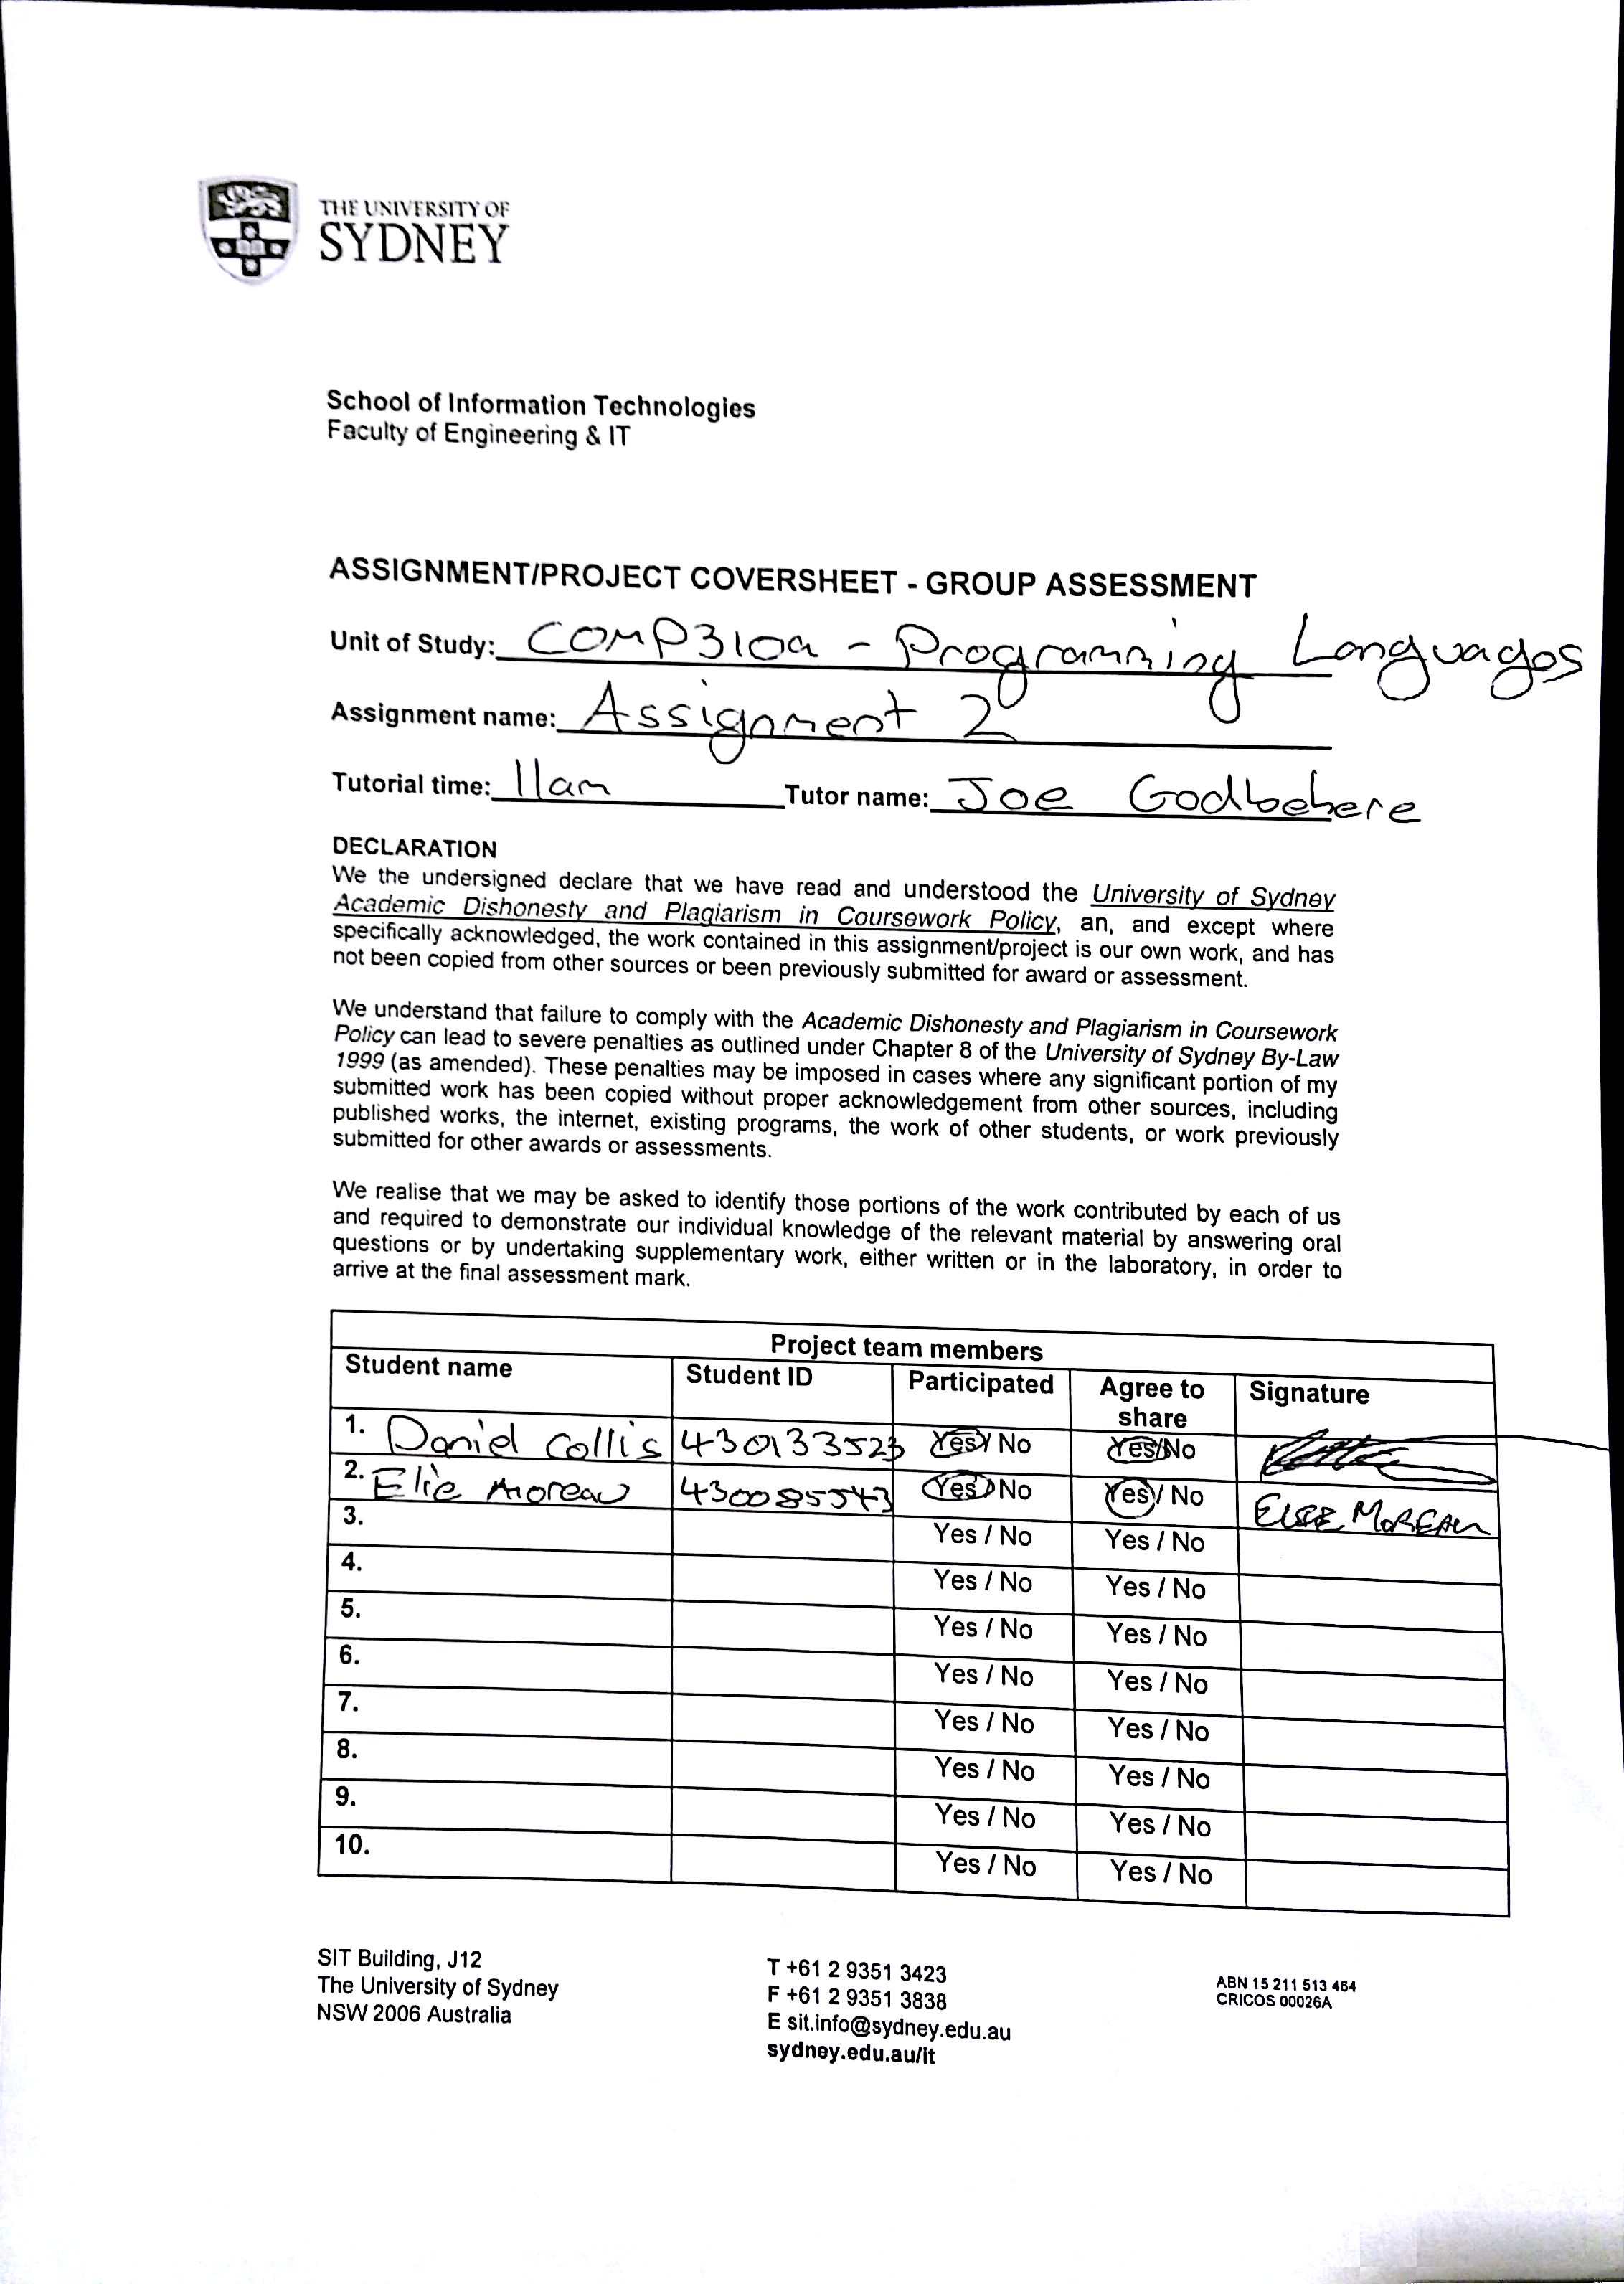 THE UNIVERSITY OF
SYDNEY
School of Information Technologies
Faculty of Engineering & IT
ASSIGNMENT/PROJECT COVERSHEET - GROUP ASSESSMENT
Unit of Study: COMP3109 - Programming Languages
Assignment name: Assignment 2
Tutorial time: 11am Tutor name: Joe
DECLARATION
We the undersigned declare that we have read and understood the University of Sydney
Academic Dishonesty and Plagiarism in Coursework Policy, an, and except where
specifically acknowledged, the work contained in this assignment/project is our own work, and has
not been copied from other sources or been previously submitted for award or assessment.
We understand that failure to comply with the Academic Dishonesty and Plagiarism in Coursework
Policy can lead to severe penalties as outlined under Chapter 8 of the University of Sydney By-Law
1999 (as amended). These penalties may be imposed in cases where any significant portion of my
submitted work has been copied without proper acknowledgement from other sources, including
published works, the internet, existing programs, the work of other students, or work previously
submitted for other awards or assessments.
We realise that we may be asked to identify those portions of the work contributed by each of us
and required to demonstrate our individual knowledge of the relevant material by answering oral
questions or by undertaking supplementary work, either written or in the laboratory, in order to
arrive at the final assessment mark.
Project team members
Student name Student ID Participated Agree to share Signature
1. Daniel Collis 430133523 Yes / No Yes / No
2. Elie Moreau 430085543 Yes / No Yes / No ELIE MOREAU
3. Yes / No Yes / No
4. Yes / No Yes / No
5. Yes / No Yes / No
6. Yes / No Yes / No
7. Yes / No Yes / No
8. Yes / No Yes / No
9. Yes / No Yes / No
10. Yes / No Yes / No
SIT Building, J12
The University of Sydney
NSW 2006 Australia
T +61 2 9351 3423
F +61 2 9351 3838
E sit.info@sydney.edu.au
sydney.edu.au/it
ABN 15 211 513 464
CRICOS 00026A